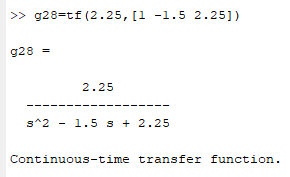 >> g28=tf(2.25,[1 -1.5 2.25])
g28 =
2.25
-------------------
s^2 - 1.5 s + 2.25
Continuous-time transfer function.